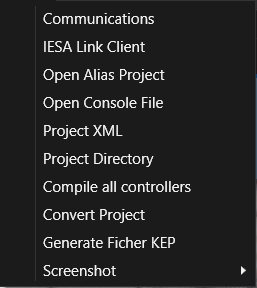 Communications
IESA Link Client
Open Alias Project
Open Console File
Project XML
Project Directory
Compile all controllers
Convert Project
Generate Ficher KEP
Screenshot